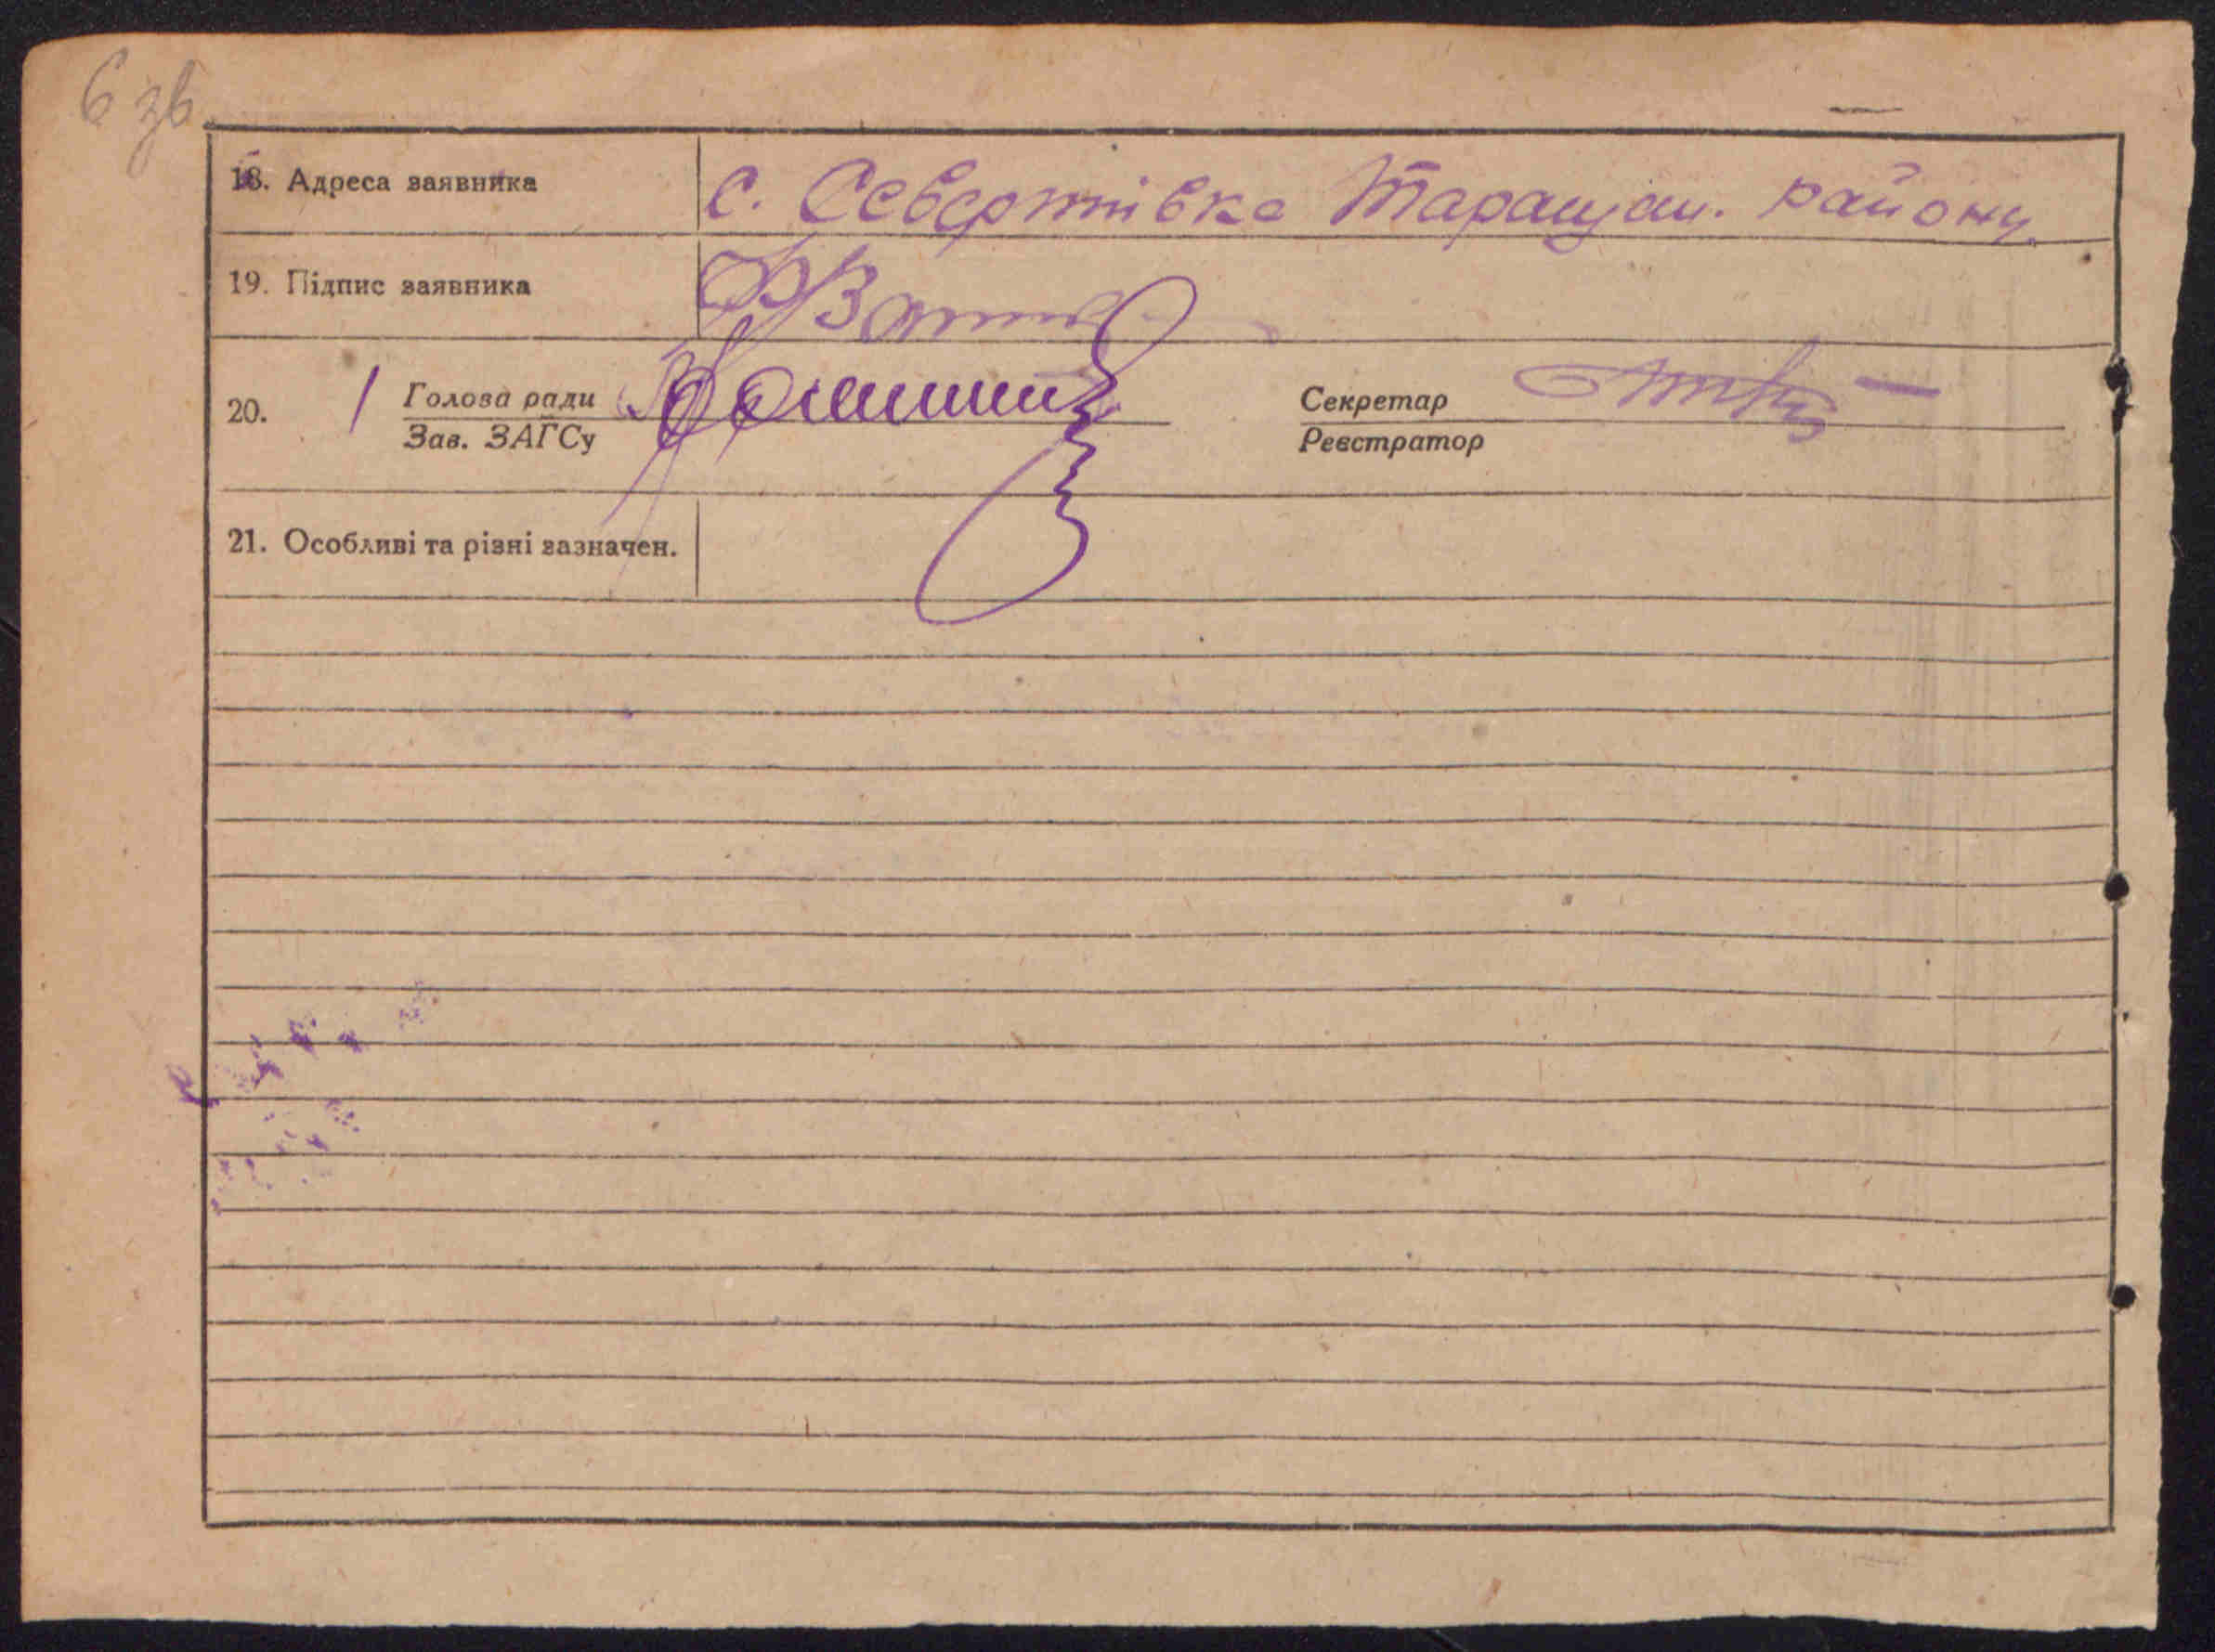 6 зв.
18. Адреса заявника с. Севертівка Таращан. району.
19. Підпис заявника
20. Голова ради Секретар
Зав. ЗАГСу Реєстратор
21. Особливі та різні зазначен.